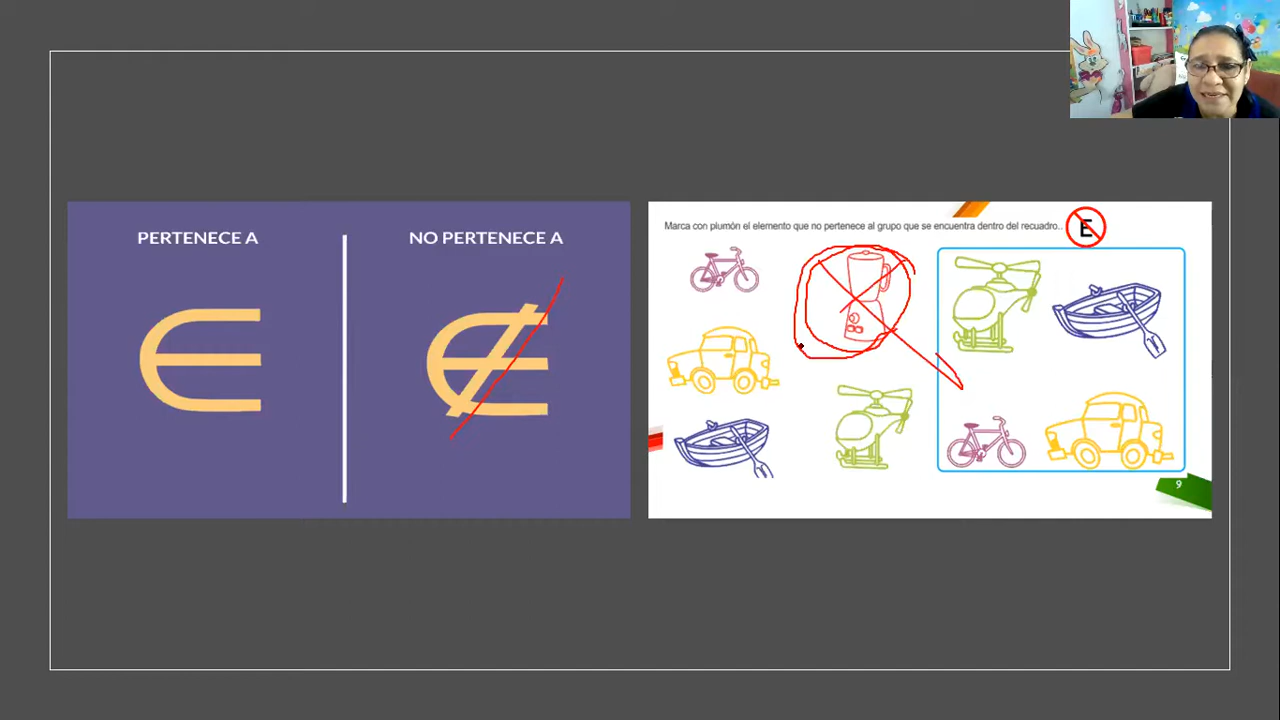 PERTENECE A
NO PERTENECE A
∈
∉
Marca con plumón el elemento que no pertenece al grupo que se encuentra dentro del recuadro..
E
9